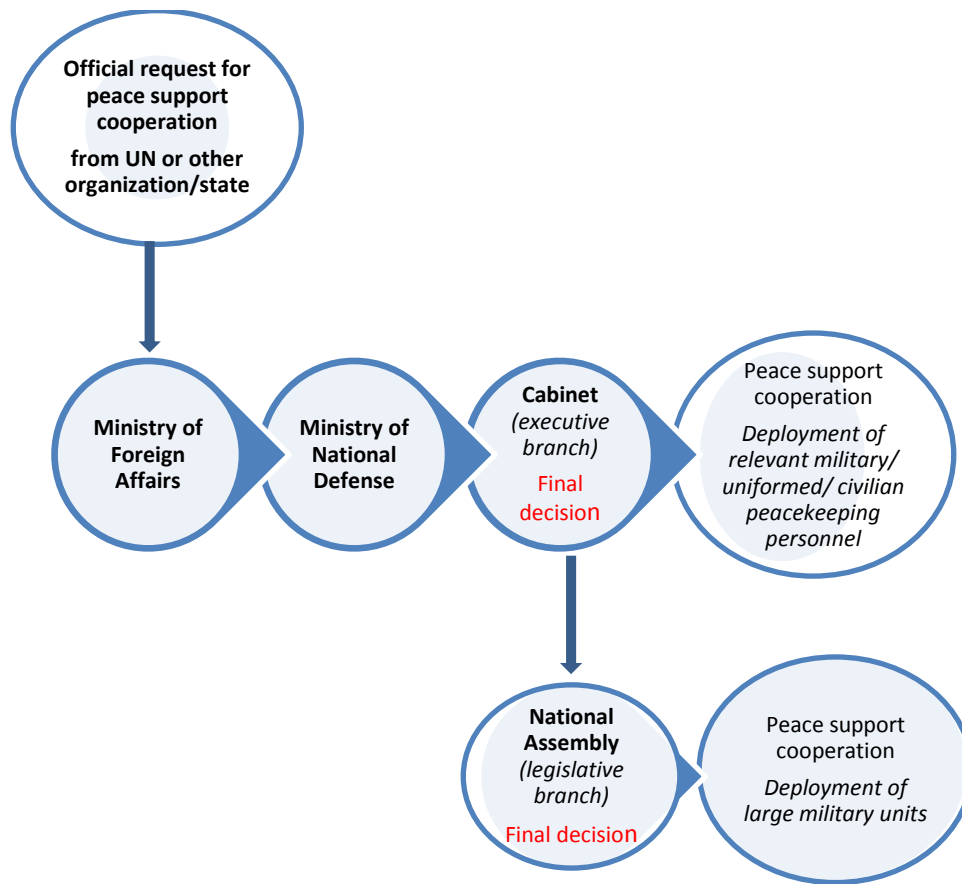 Official request for
peace support
cooperation
from UN or other
organization/state
Ministry of
Foreign
Affairs
Ministry of
National
Defense
Cabinet
(executive
branch)
Final
decision
Peace support
cooperation
Deployment of
relevant military/
uniformed/ civilian
peacekeeping
personnel
National
Assembly
(legislative
branch)
Final decision
Peace support
cooperation
Deployment of
large military units